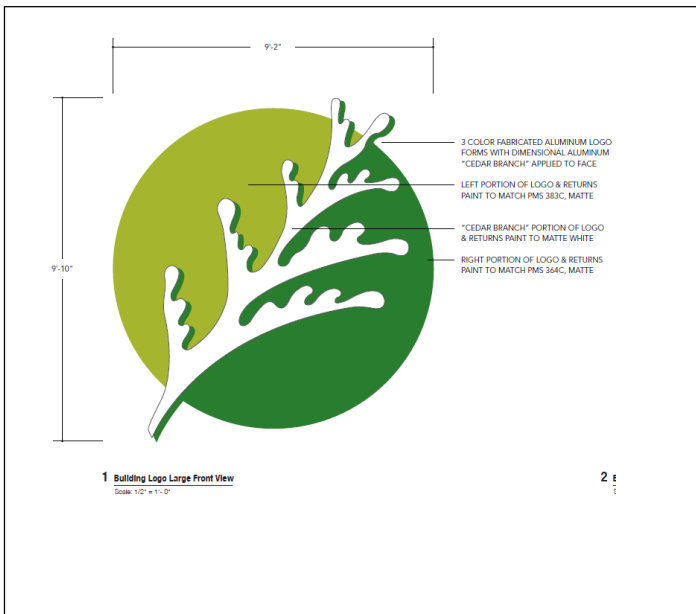 9'-2"
3 COLOR FABRICATED ALUMINUM LOGO
FORMS WITH DIMENSIONAL ALUMINUM
"CEDAR BRANCH" APPLIED TO FACE
LEFT PORTION OF LOGO & RETURNS
PAINT TO MATCH PMS 383C, MATTE
"CEDAR BRANCH" PORTION OF LOGO
& RETURNS PAINT TO MATTE WHITE
RIGHT PORTION OF LOGO & RETURNS
PAINT TO MATCH PMS 364C, MATTE
9'-10"
1 Building Logo Large Front View
Scale: 1/2" = 1'- 0"
2